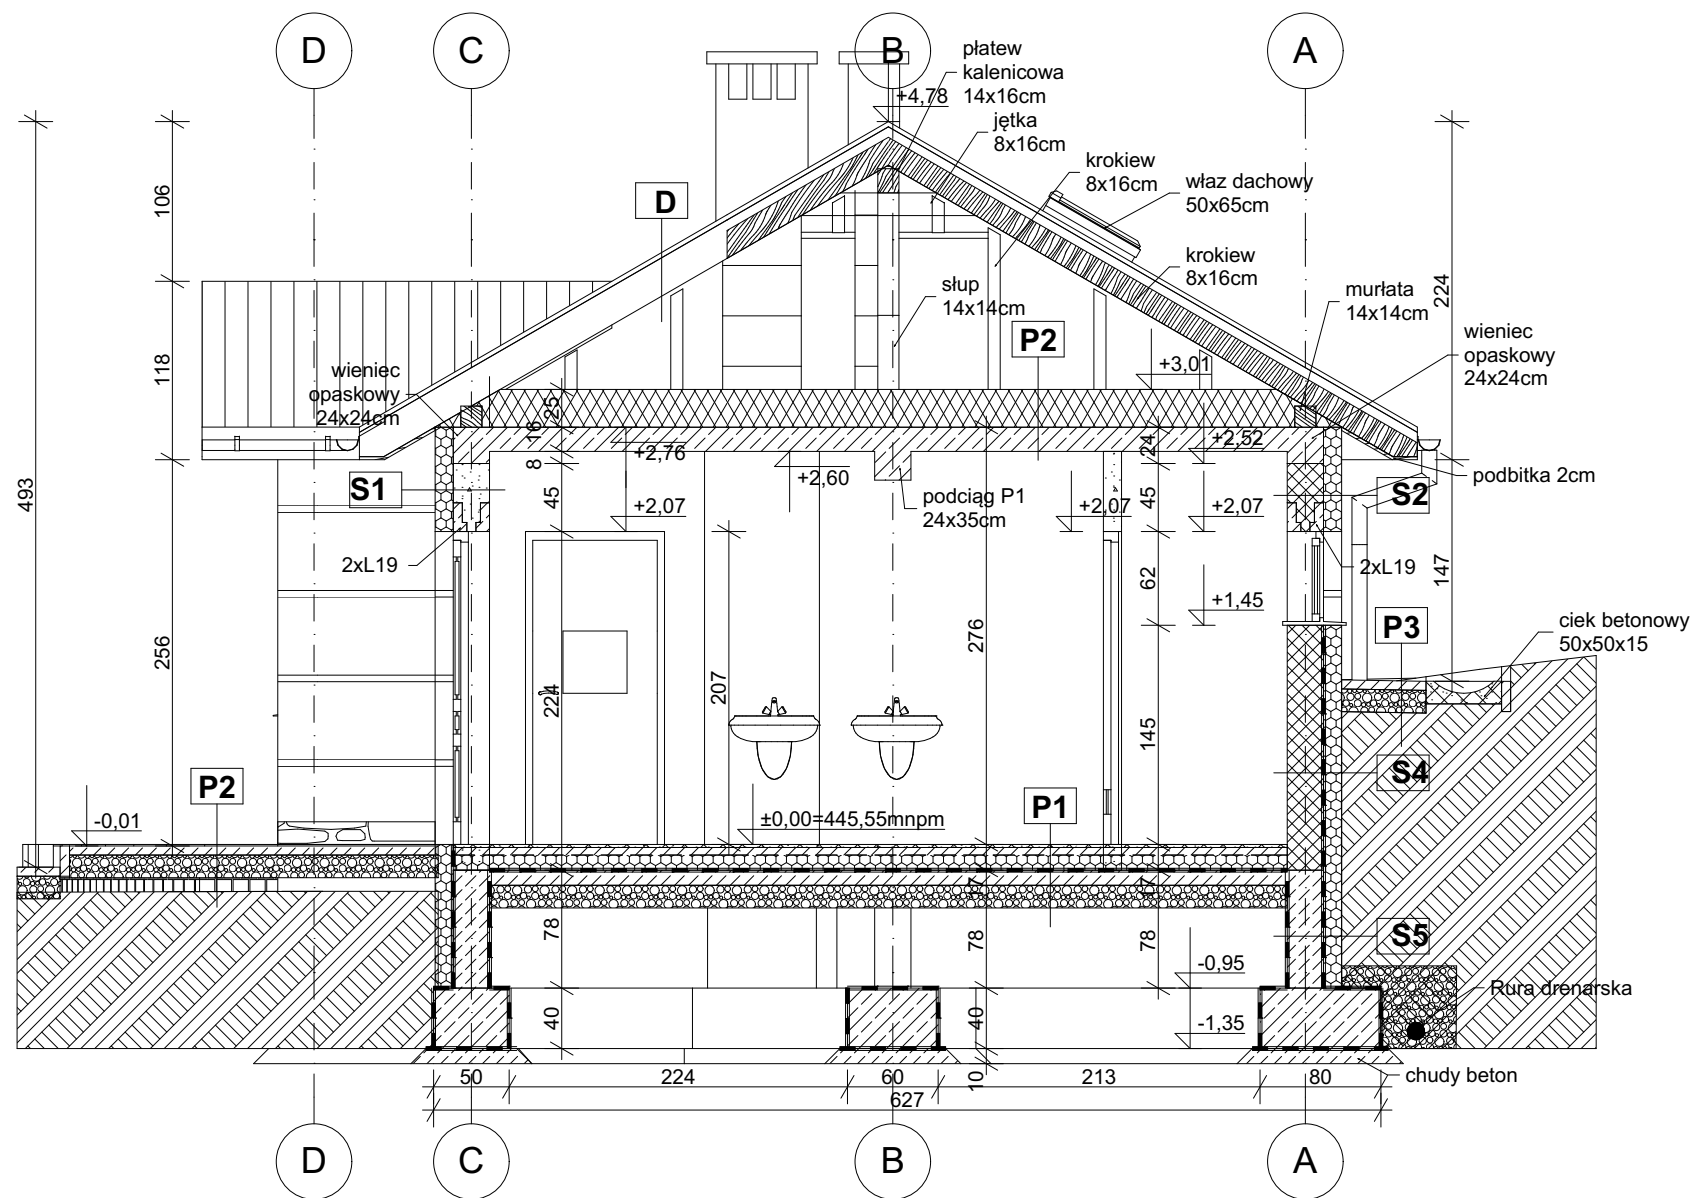 D
C
B
A
płatew
kalenicowa
14x16cm
+4,78
jętka
8x16cm
krokiew
8x16cm
właz dachowy
50x65cm
106
D
krokiew
8x16cm
224
słup
14x14cm
murłata
14x14cm
P2
wieniec
opaskowy
24x24cm
118
wieniec
opaskowy
24x24cm
+3,01
25
16
24
+2,76
+2,52
8
+2,60
podbitka 2cm
493
S1
45
podciąg P1
24x35cm
45
S2
+2,07
+2,07
+2,07
2xL19
2xL19
62
147
+1,45
256
276
P3
ciek betonowy
50x50x15
224
207
145
P2
S4
-0,01
±0,00=445,55mnpm
P1
17
17
78
78
78
S5
-0,95
Rura drenarska
40
40
-1,35
10
chudy beton
50
224
60
213
80
627
D
C
B
A